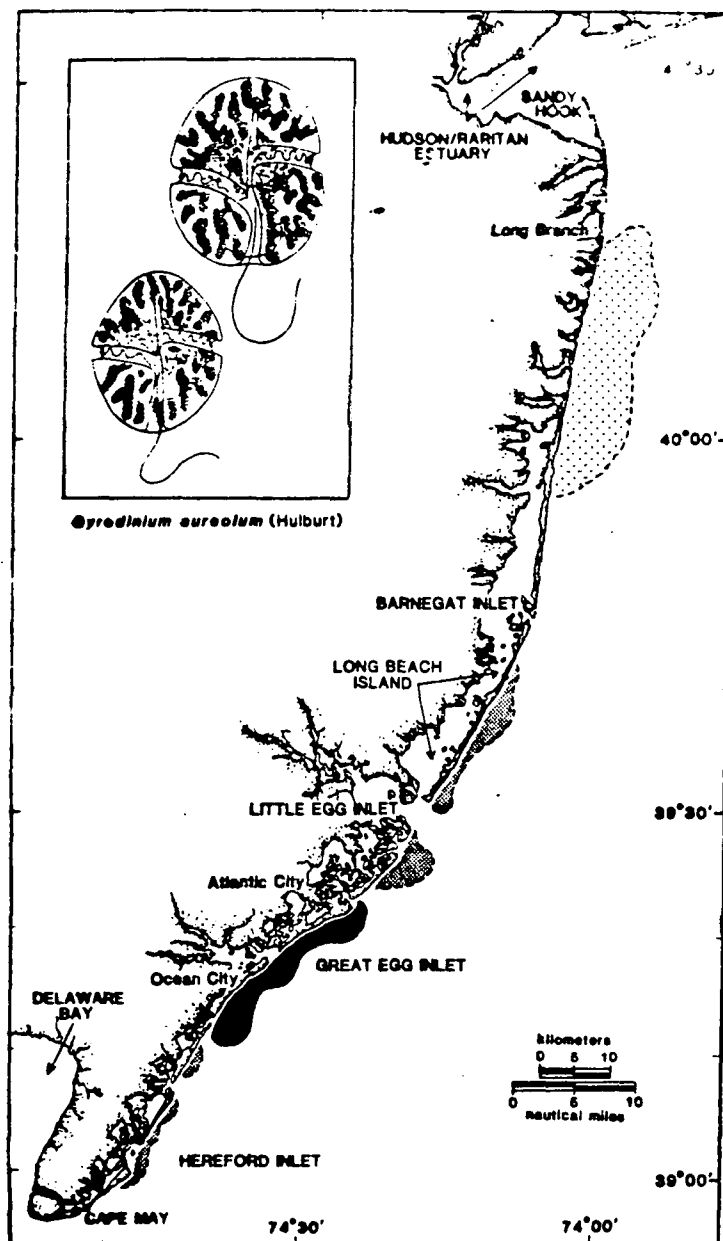 SANDY
HOOK
HUDSON/RARITAN
ESTUARY
Long Branch
40°00'
Gyrodinium aureolum (Hulburt)
BARNEGAT INLET
LONG BEACH
ISLAND
LITTLE EGG INLET
39°30'
Atlantic City
GREAT EGG INLET
Ocean City
DELAWARE
BAY
kilometers
0 5 10
0 5 10
nautical miles
HEREFORD INLET
39°00'
CAPE MAY
74°30'
74°00'